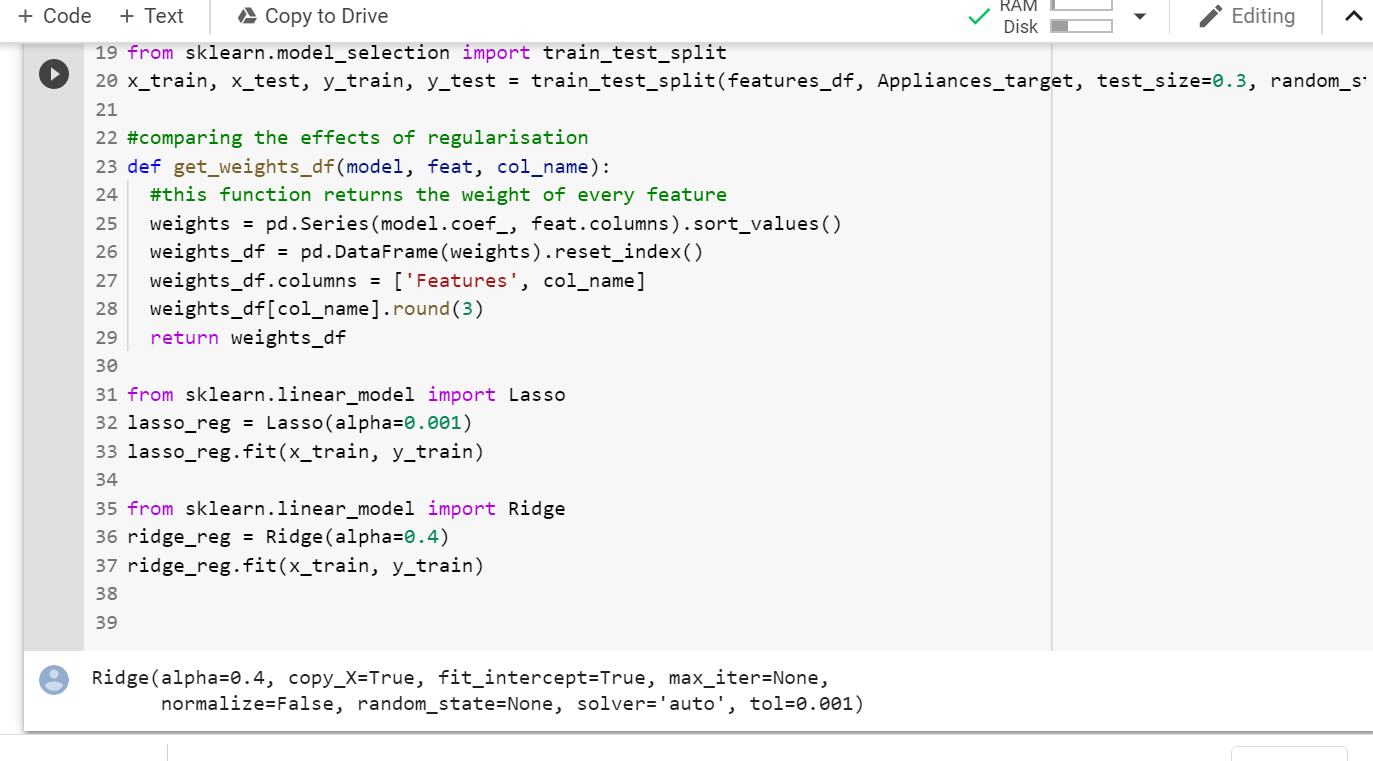 + Code + Text Copy to Drive RAM Disk Editing
19 from sklearn.model_selection import train_test_split
20 x_train, x_test, y_train, y_test = train_test_split(features_df, Appliances_target, test_size=0.3,
21
22 #comparing the effects of regularisation
23 def get_weights_df(model, feat, col_name):
24 #this function returns the weight of every feature
25 weights = pd.Series(model.coef_, feat.columns).sort_values()
26 weights_df = pd.DataFrame(weights).reset_index()
27 weights_df.columns = ['Features', col_name]
28 weights_df[col_name].round(3)
29 return weights_df
30
31 from sklearn.linear_model import Lasso
32 lasso_reg = Lasso(alpha=0.001)
33 lasso_reg.fit(x_train, y_train)
34
35 from sklearn.linear_model import Ridge
36 ridge_reg = Ridge(alpha=0.4)
37 ridge_reg.fit(x_train, y_train)
38
39
Ridge(alpha=0.4, copy_X=True, fit_intercept=True, max_iter=None,
normalize=False, random_state=None, solver='auto', tol=0.001)